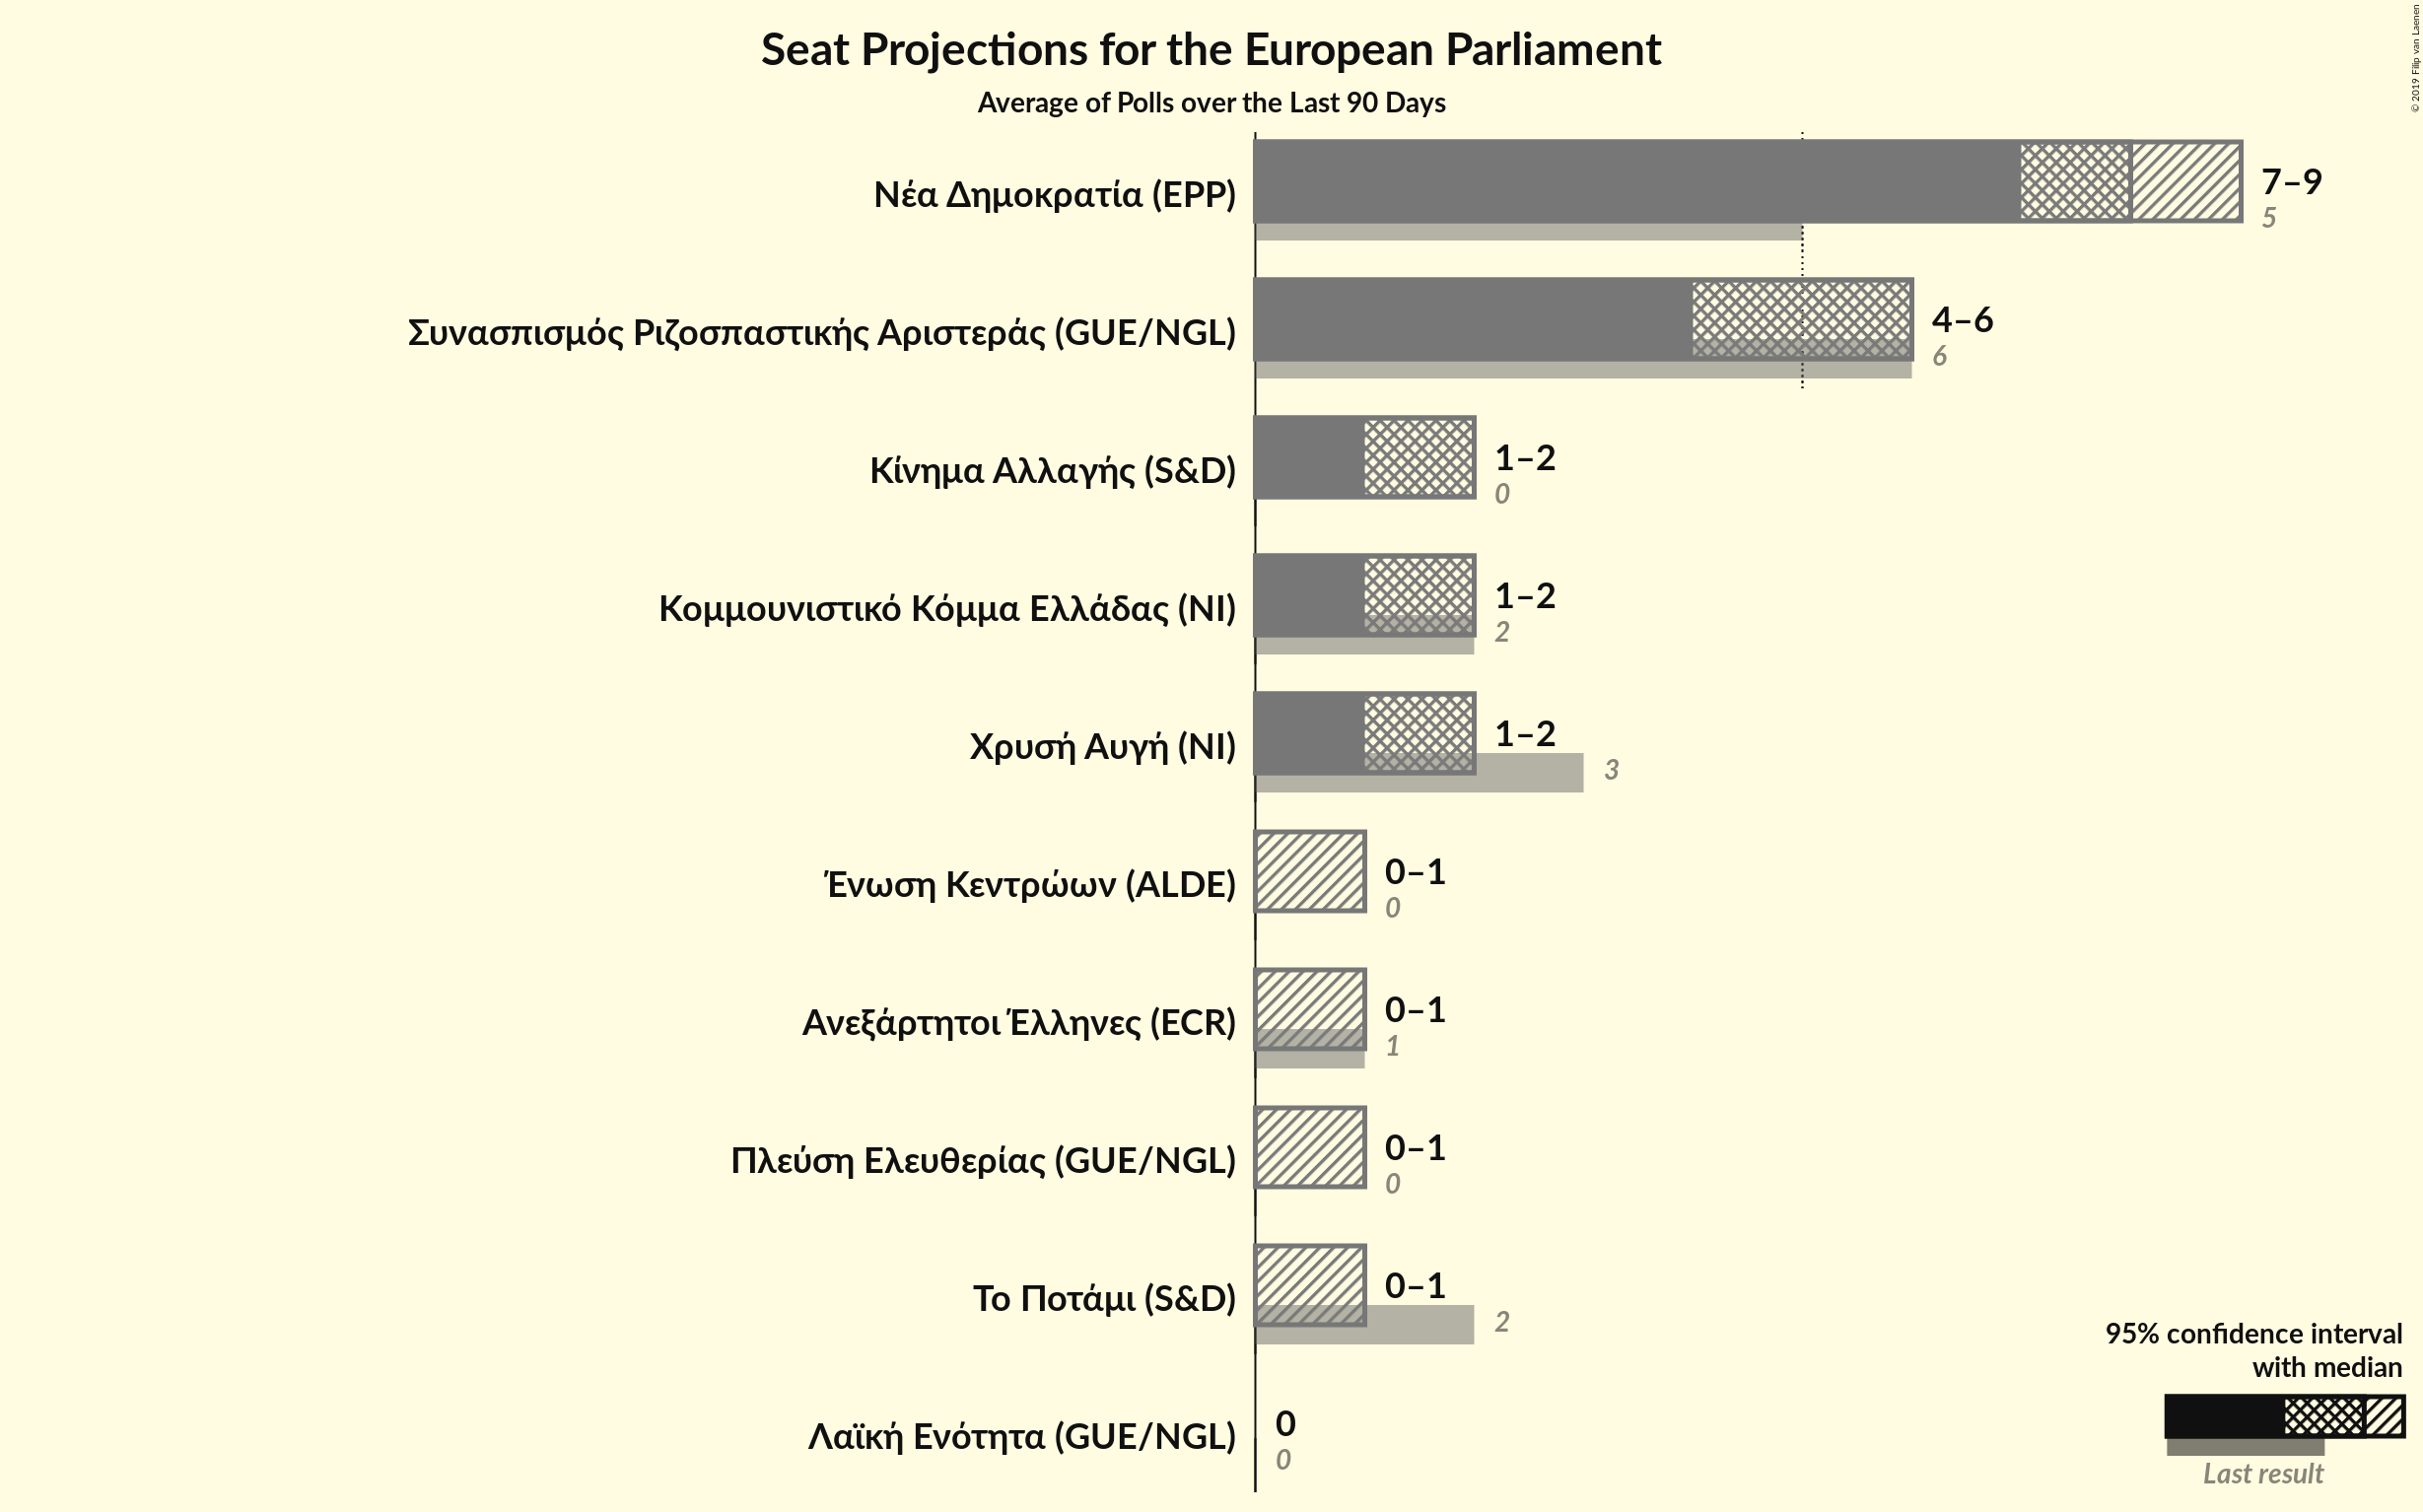 Seat Projections for the European Parliament
Average of Polls over the Last 90 Days
© 2019 Filip van Laenen
Νέα Δημοκρατία (EPP)
7–9
5
Συνασπισμός Ριζοσπαστικής Αριστεράς (GUE/NGL)
4–6
6
Κίνημα Αλλαγής (S&D)
1–2
0
Κομμουνιστικό Κόμμα Ελλάδας (NI)
1–2
2
Χρυσή Αυγή (NI)
1–2
3
Ένωση Κεντρώων (ALDE)
0–1
0
Ανεξάρτητοι Έλληνες (ECR)
0–1
1
Πλεύση Ελευθερίας (GUE/NGL)
0–1
0
Το Ποτάμι (S&D)
0–1
2
Λαϊκή Ενότητα (GUE/NGL)
0
0
95% confidence interval
with median
Last result